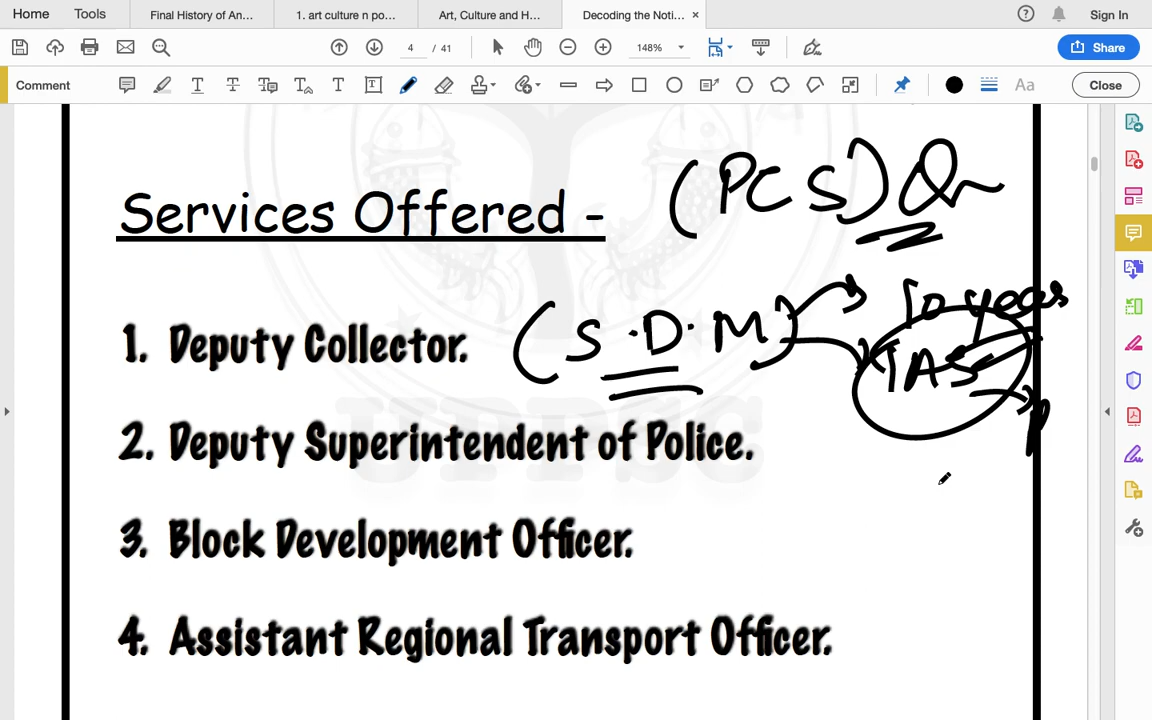 Home Tools Final History of An... 1. art culture n po... Art, Culture and H... Decoding the Noti... × Sign In
4 / 41 148% Share
Comment Aa Close
Services Offered - (PCS)
1. Deputy Collector. (S.D.M) 10 years
IAS
2. Deputy Superintendent of Police.
UPPSC
3. Block Development Officer.
4. Assistant Regional Transport Officer.